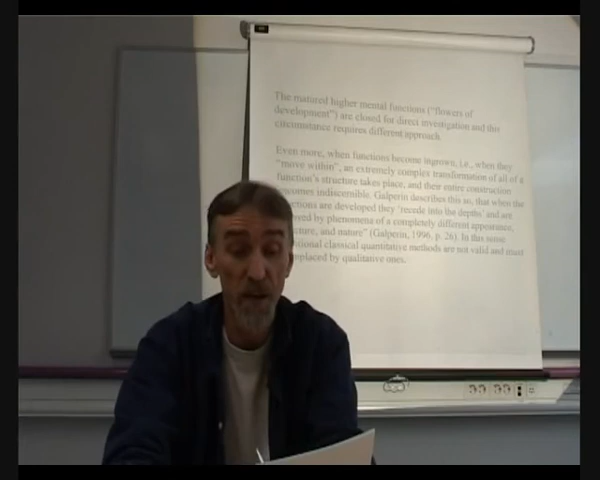 The matured higher mental functions ("flowers of
development") are closed for direct investigation and this
circumstance requires different approach.
Even more, when functions become ingrown, i.e., when they
"move within", an extremely complex transformation of all of a
function's structure takes place, and their entire construction
becomes indiscernible. Galperin describes this so, that when the
functions are developed they 'recede into the depths' and are
by phenomena of a completely different appearance,
structure, and nature" (Galperin, 1996, p. 26). In this sense
classical quantitative methods are not valid and must
replaced by qualitative ones.